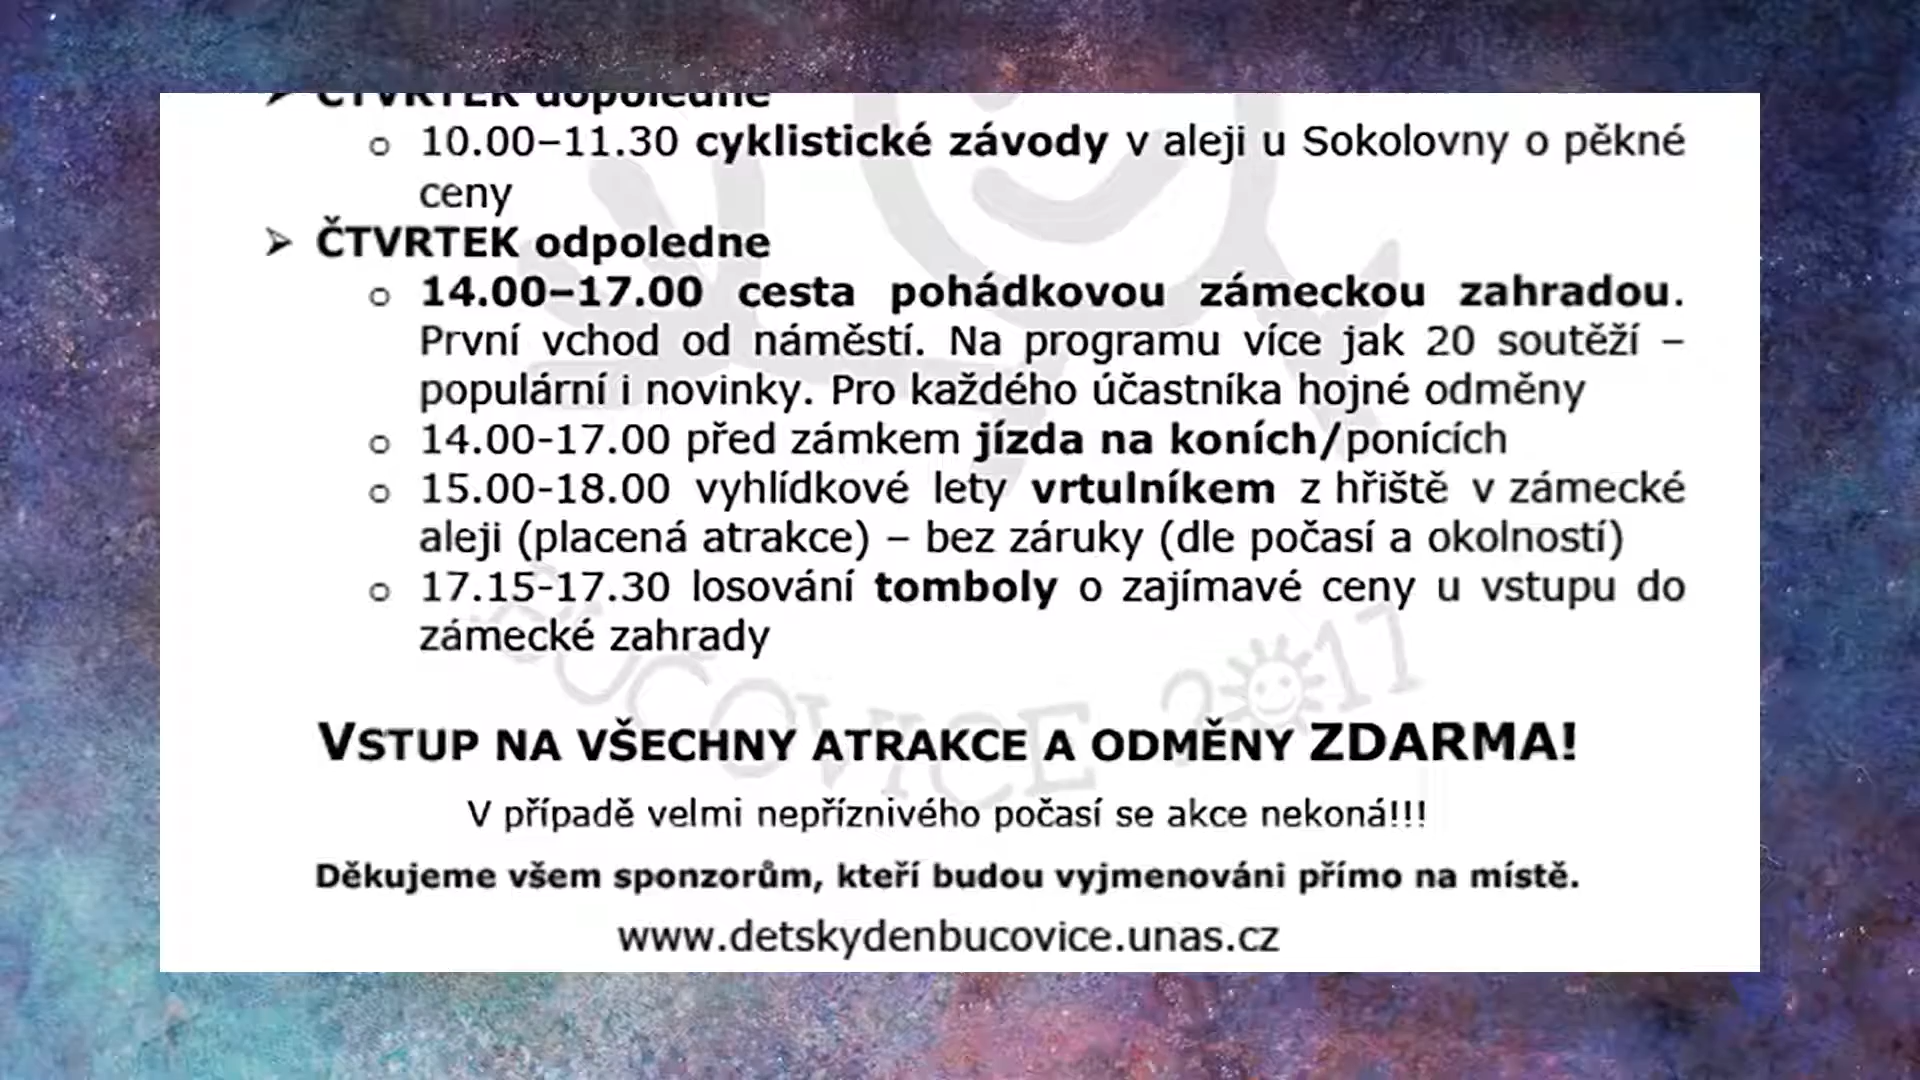 ➢ ČTVRTEK dopoledne
o 10.00–11.30 cyklistické závody v aleji u Sokolovny o pěkné
ceny
➢ ČTVRTEK odpoledne
o 14.00–17.00 cesta pohádkovou zámeckou zahradou.
První vchod od náměstí. Na programu více jak 20 soutěží –
populární i novinky. Pro každého účastníka hojné odměny
o 14.00-17.00 před zámkem jízda na koních/ponících
o 15.00-18.00 vyhlídkové lety vrtulníkem z hřiště v zámecké
aleji (placená atrakce) – bez záruky (dle počasí a okolností)
o 17.15-17.30 losování tomboly o zajímavé ceny u vstupu do
zámecké zahrady
BUČOVICE 2017
VSTUP NA VŠECHNY ATRAKCE A ODMĚNY ZDARMA!
V případě velmi nepříznivého počasí se akce nekoná!!!
Děkujeme všem sponzorům, kteří budou vyjmenováni přímo na místě.
www.detskydenbucovice.unas.cz